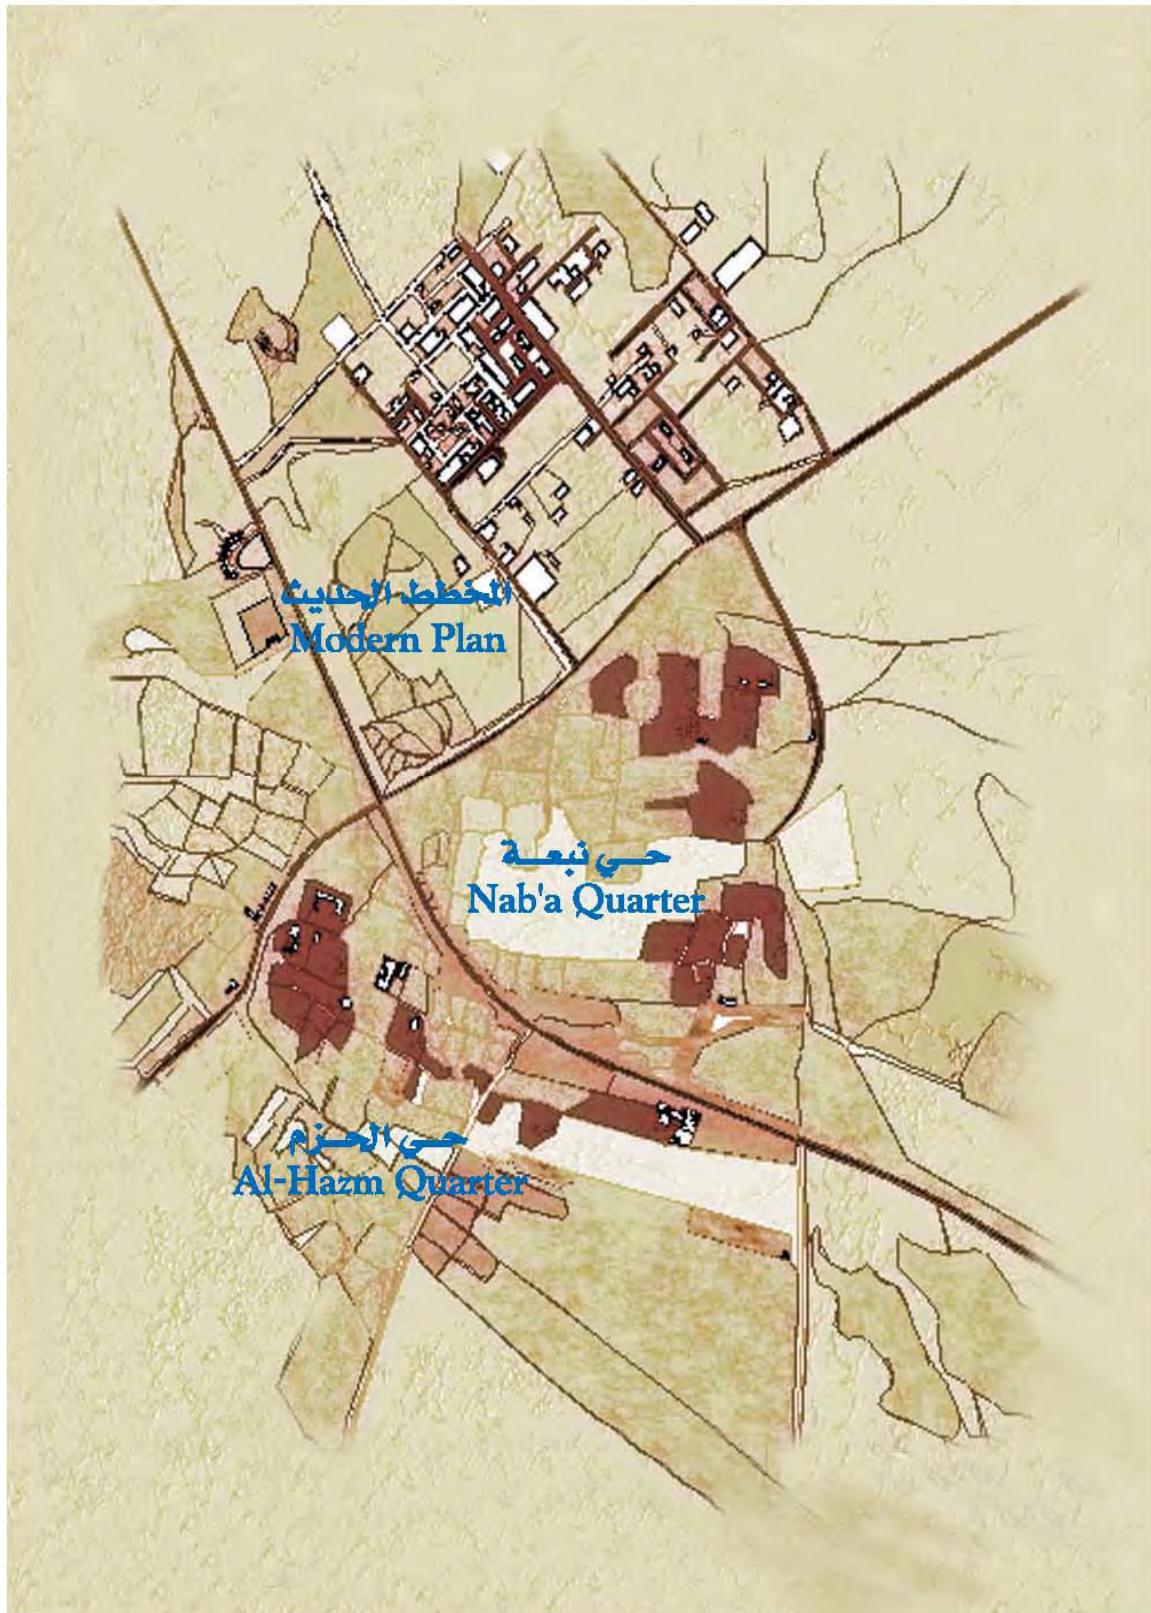 المخطط الحديث
Modern Plan
حي نبعة
Nab'a Quarter
حي الحزم
Al-Hazm Quarter